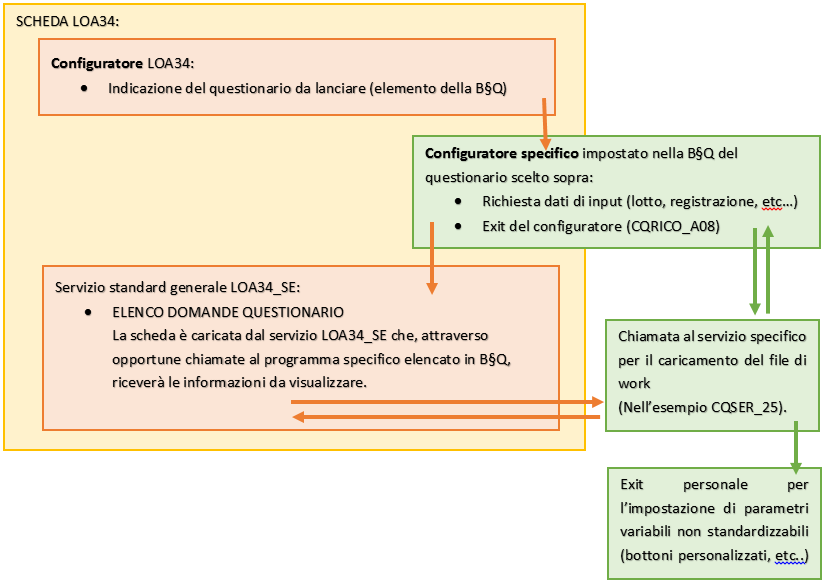 SCHEDA LOA34:
Configuratore LOA34:
● Indicazione del questionario da lanciare (elemento della B§Q)
Configuratore specifico impostato nella B§Q del
questionario scelto sopra:
● Richiesta dati di input (lotto, registrazione, etc…)
● Exit del configuratore (CQRICO_A08)
Servizio standard generale LOA34_SE:
● ELENCO DOMANDE QUESTIONARIO
La scheda è caricata dal servizio LOA34_SE che, attraverso
opportune chiamate al programma specifico elencato in B§Q,
riceverà le informazioni da visualizzare.
Chiamata al servizio specifico
per il caricamento del file di
work
(Nell’esempio CQSER_25).
Exit personale per
l’impostazione di parametri
variabili non standardizzabili
(bottoni personalizzati, etc..)